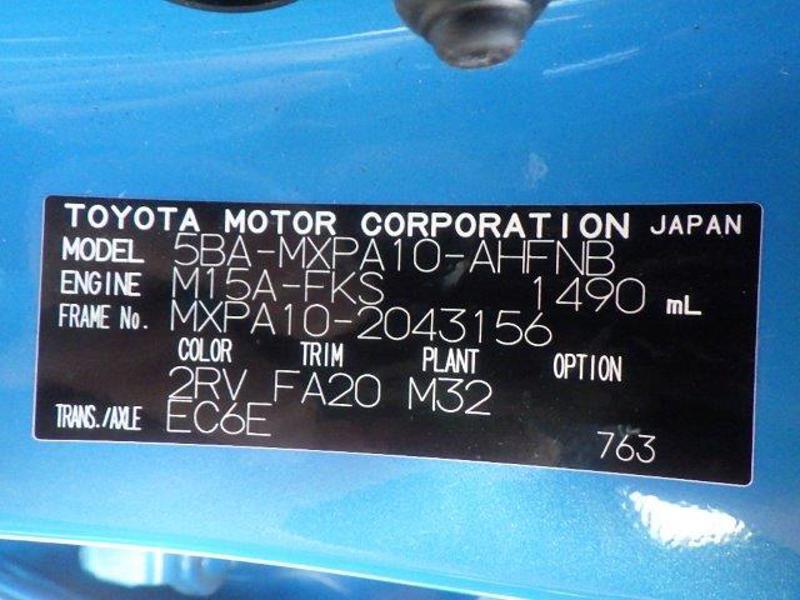 TOYOTA MOTOR CORPORATION JAPAN
MODEL 5BA-MXPA10-AHFNB
ENGINE M15A-FKS 1490 mL
FRAME No. MXPA10-2043156
COLOR TRIM PLANT OPTION
2RV FA20 M32
TRANS./AXLE EC6E
763